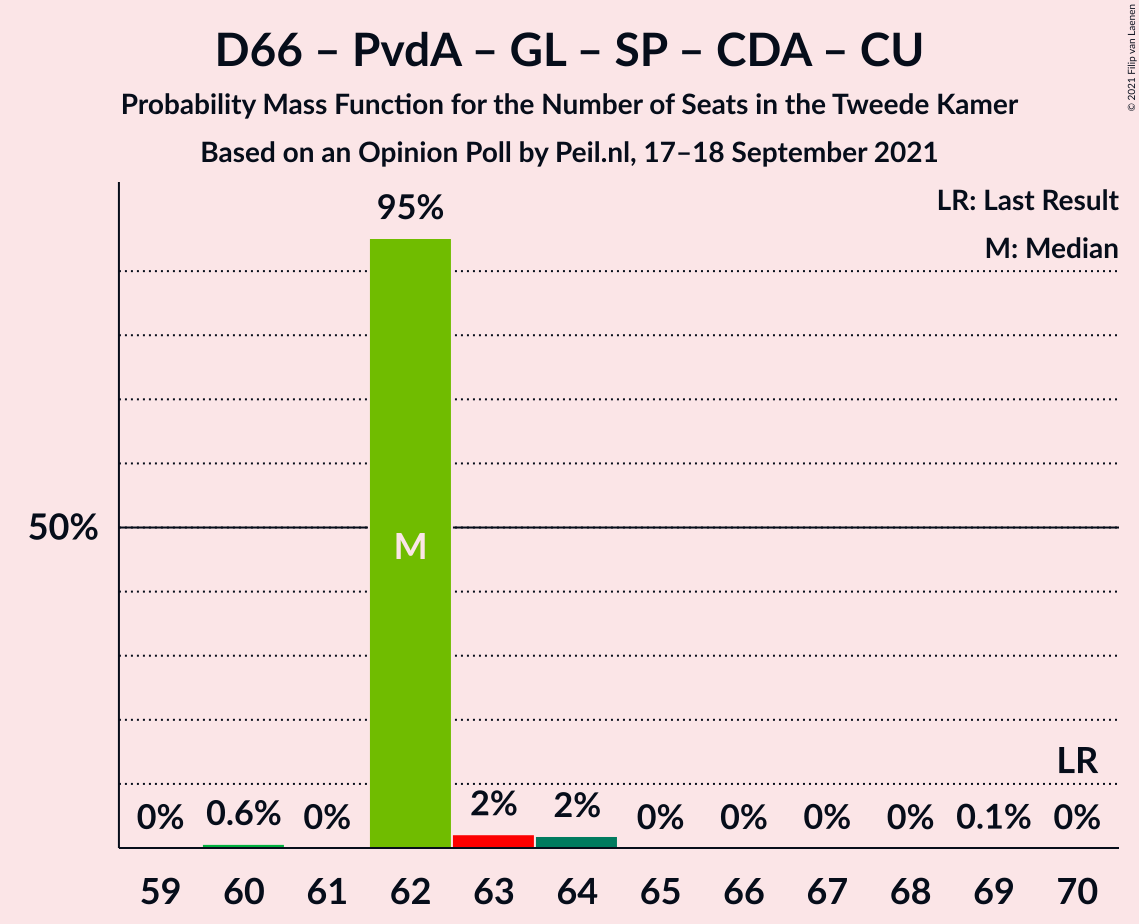 D66 – PvdA – GL – SP – CDA – CU
Probability Mass Function for the Number of Seats in the Tweede Kamer
Based on an Opinion Poll by Peil.nl, 17–18 September 2021
© 2021 Filip van Laenen
LR: Last Result
M: Median
95%
50%
M
LR
0% 0.6% 0% 2% 2% 0% 0% 0% 0% 0.1% 0%
59 60 61 62 63 64 65 66 67 68 69 70